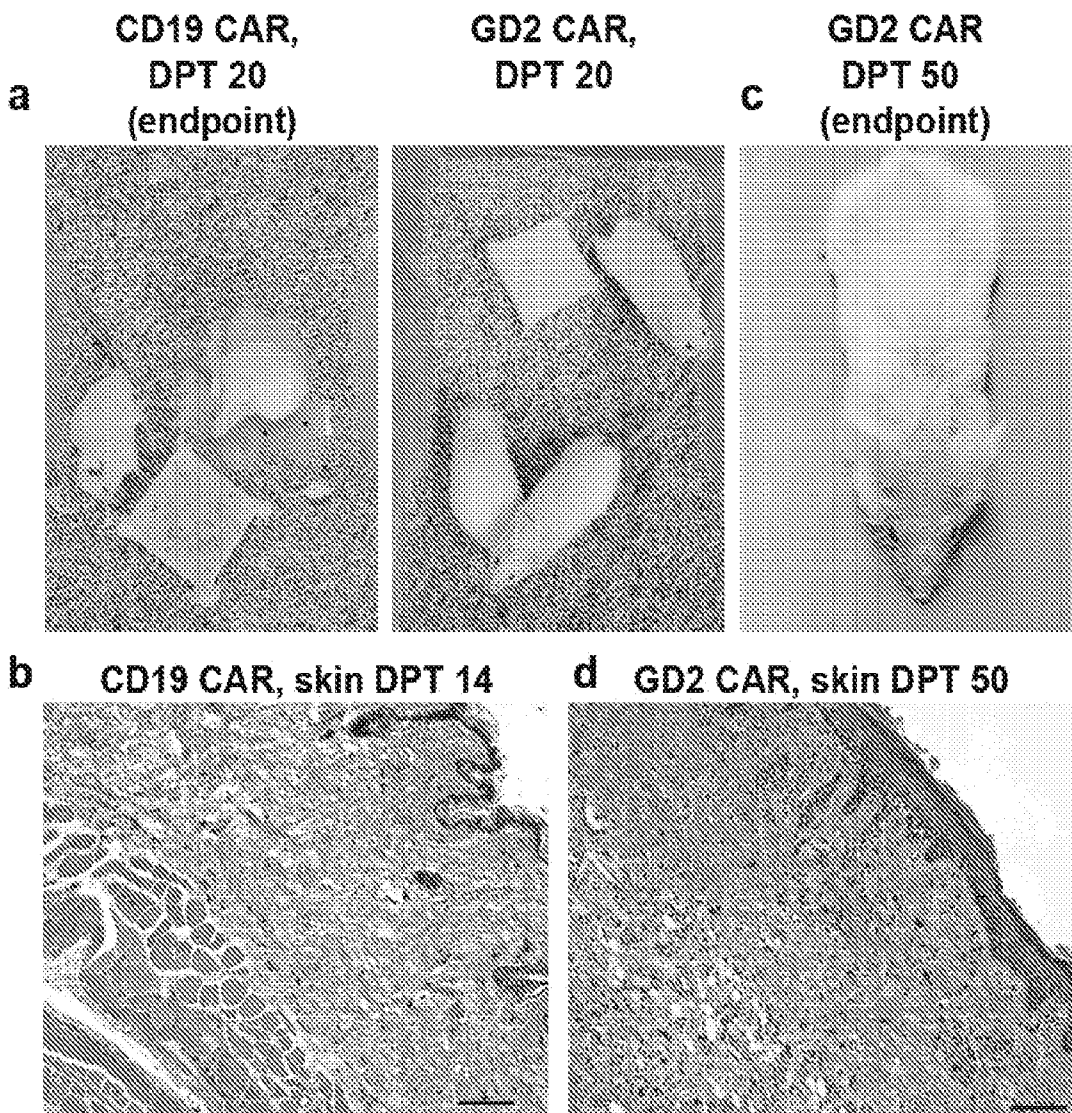 a
CD19 CAR,
DPT 20
(endpoint)
GD2 CAR,
DPT 20
c
GD2 CAR
DPT 50
(endpoint)
b
CD19 CAR, skin DPT 14
d
GD2 CAR, skin DPT 50